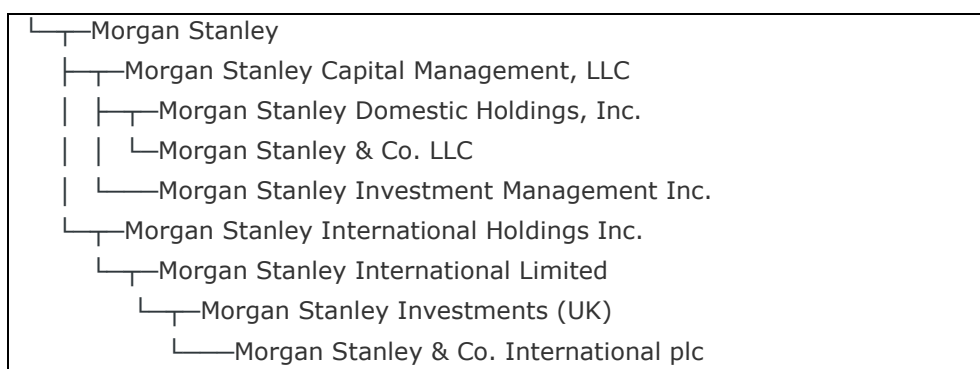 Morgan Stanley
Morgan Stanley Capital Management, LLC
Morgan Stanley Domestic Holdings, Inc.
Morgan Stanley & Co. LLC
Morgan Stanley Investment Management Inc.
Morgan Stanley International Holdings Inc.
Morgan Stanley International Limited
Morgan Stanley Investments (UK)
Morgan Stanley & Co. International plc